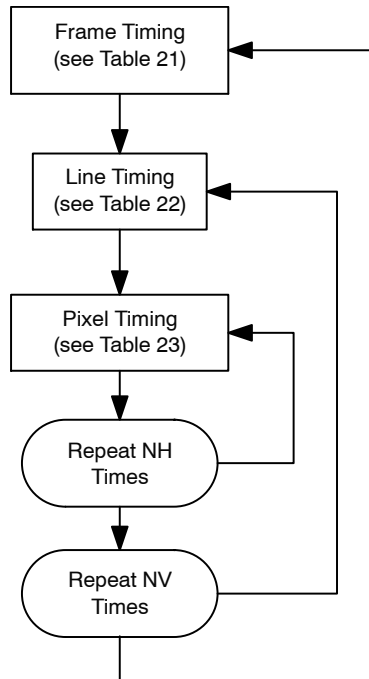 Frame Timing
(see Table 21)
Line Timing
(see Table 22)
Pixel Timing
(see Table 23)
Repeat NH
Times
Repeat NV
Times